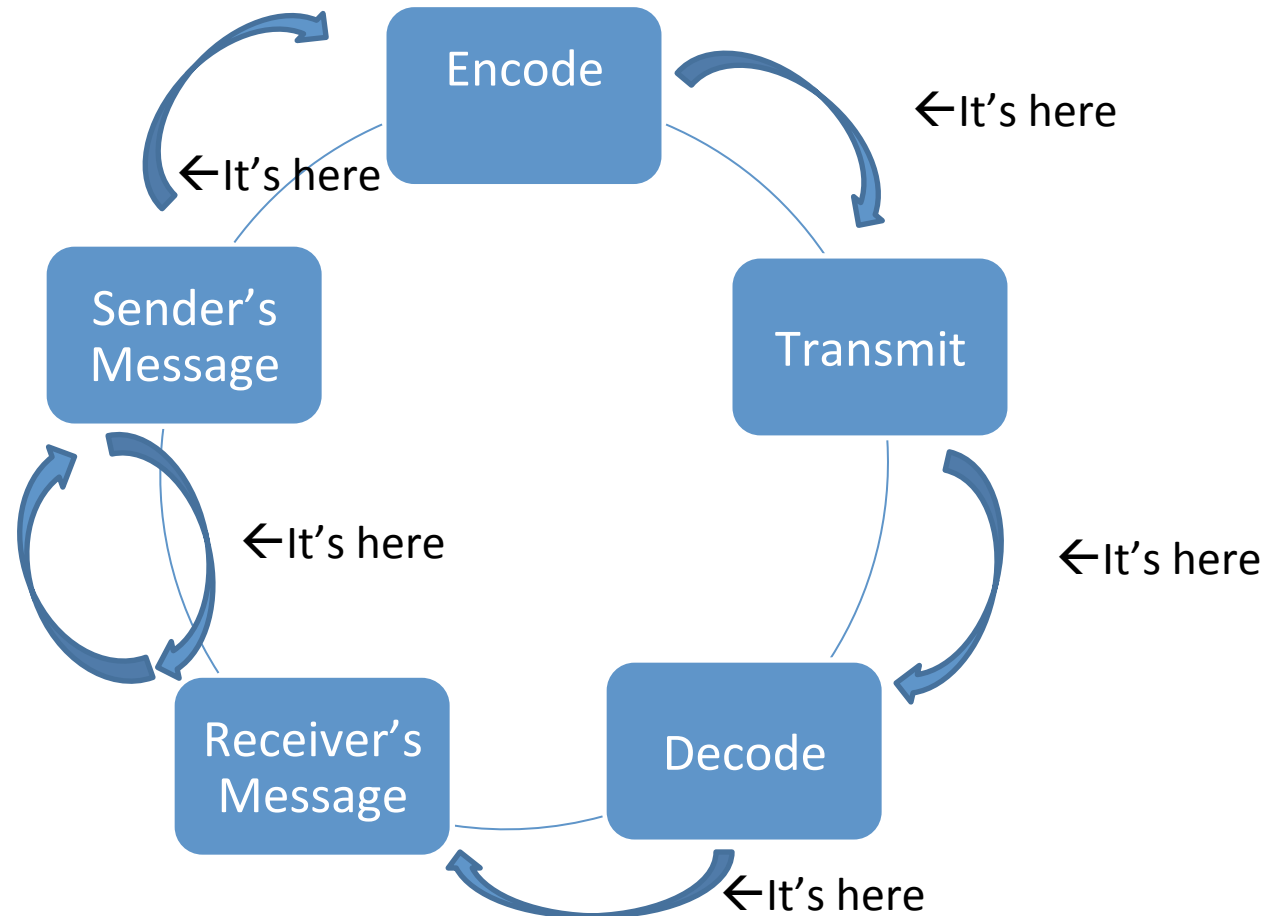 Encode
←It's here
←It's here
Sender's
Message
Transmit
←It's here
←It's here
Receiver's
Message
Decode
←It's here